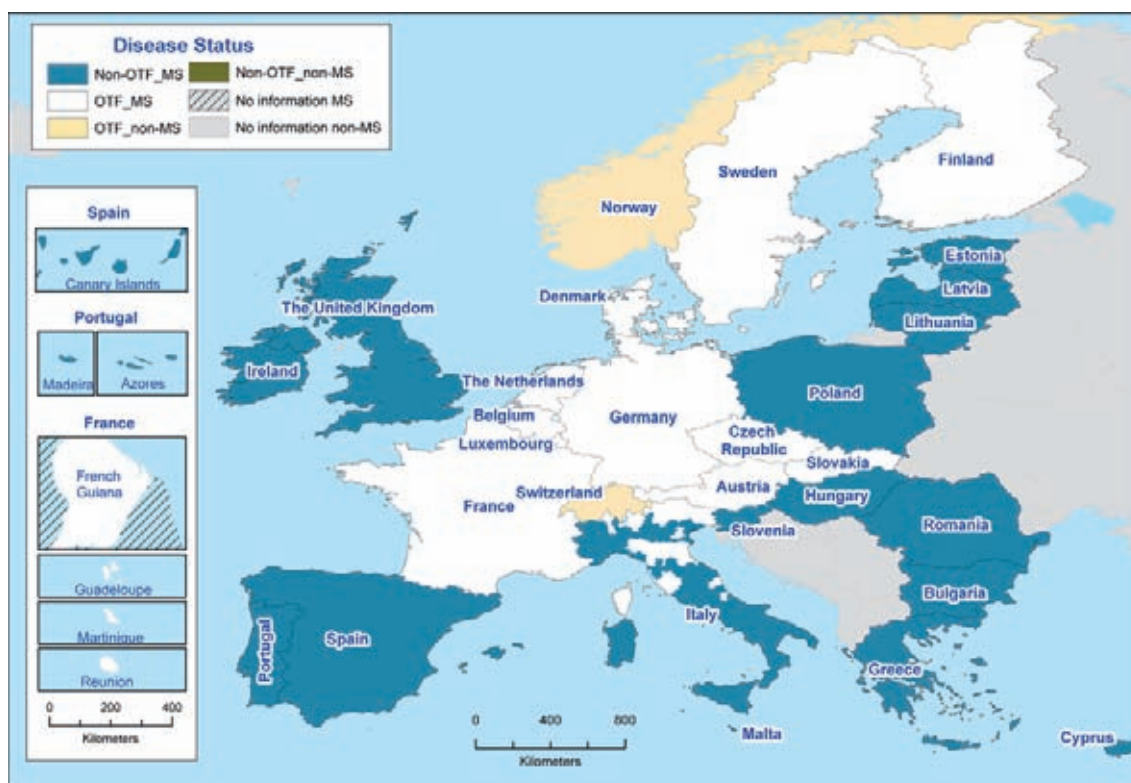 Disease Status
Non-OTF_MS
Non-OTF_non-MS
OTF_MS
No information MS
OTF_non-MS
No information non-MS
Spain
Canary Islands
Portugal
Madeira
Azores
France
French
Guiana
Guadeloupe
Martinique
Reunion
0 200 400
Kilometers
Finland
Sweden
Norway
Estonia
Denmark
Latvia
The United Kingdom
Lithuania
Ireland
The Netherlands
Poland
Belgium
Germany
Czech
Republic
Luxembourg
Slovakia
Austria
Switzerland
Hungary
France
Romania
Slovenia
Bulgaria
Italy
Spain
Portugal
Greece
0 400 800
Kilometers
Malta
Cyprus